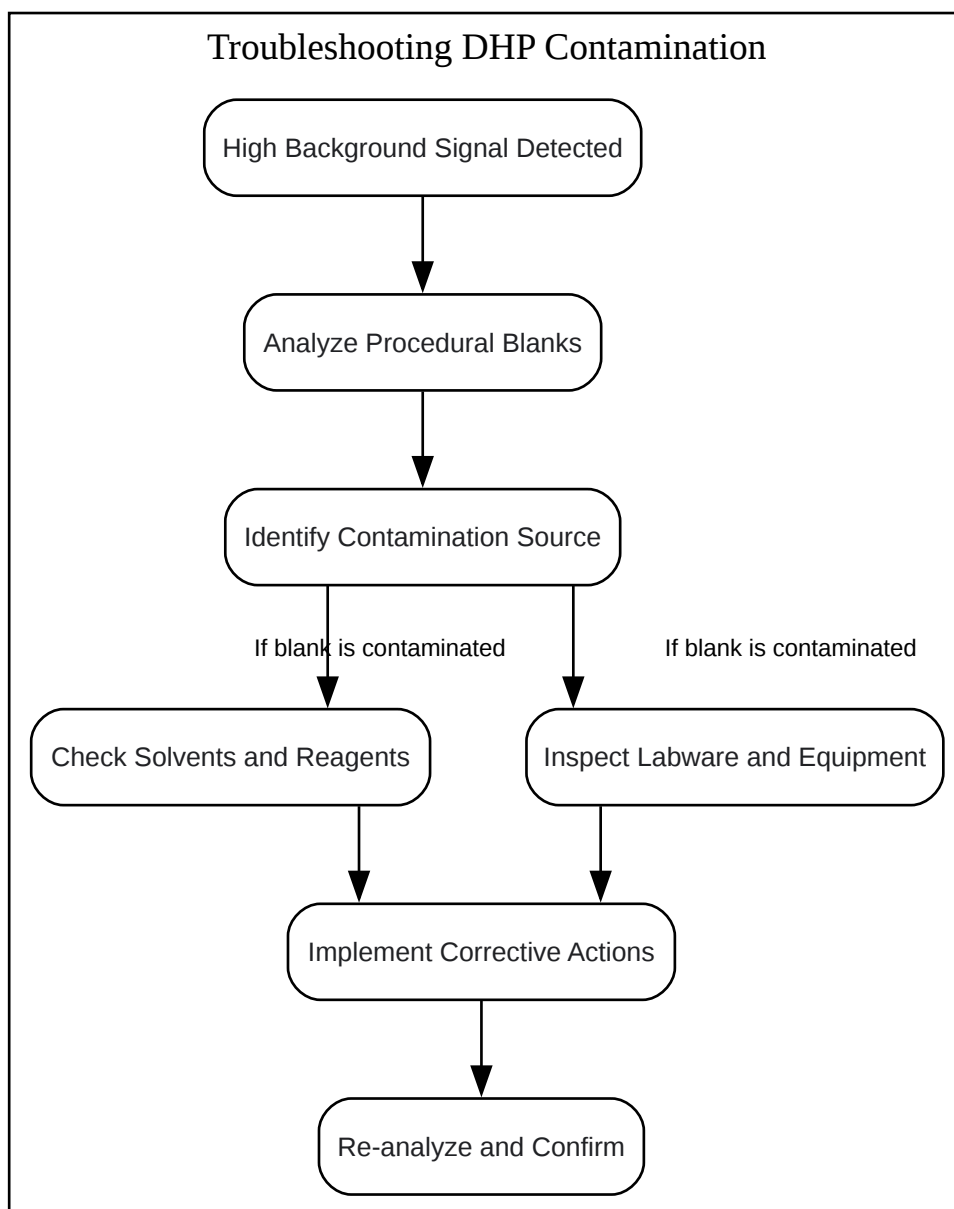 Troubleshooting DHP Contamination
High Background Signal Detected
Analyze Procedural Blanks
Identify Contamination Source
If blank is contaminated
If blank is contaminated
Check Solvents and Reagents
Inspect Labware and Equipment
Implement Corrective Actions
Re-analyze and Confirm